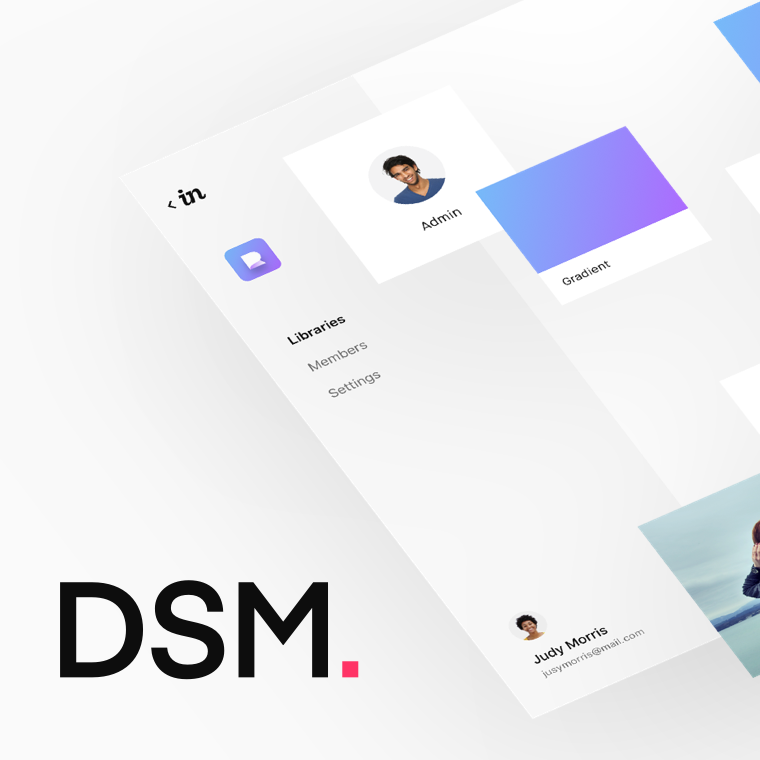 in
Admin
Gradient
Libraries
Members
Settings
Judy Morris
jusymorris@mail.com
DSM.